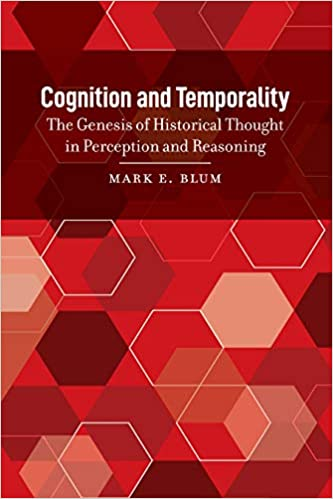 Cognition and Temporality
The Genesis of Historical Thought
in Perception and Reasoning
MARK E. BLUM